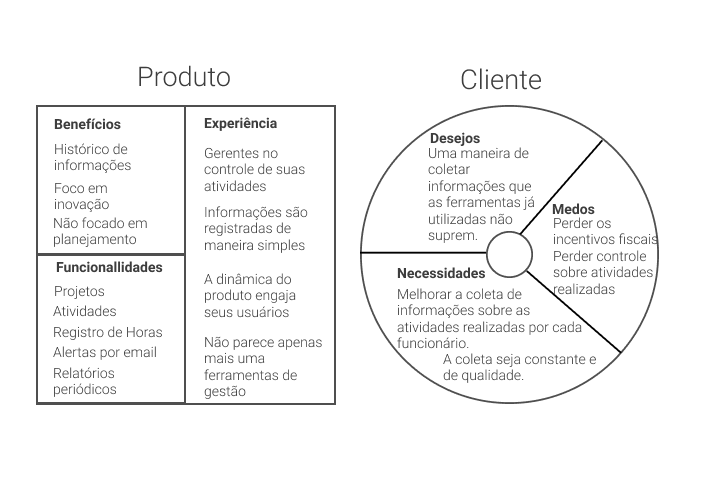 Produto
Benefícios
Histórico de
informações
Foco em
inovação
Não focado em
planejamento
Funcionallidades
Projetos
Atividades
Registro de Horas
Alertas por email
Relatórios
periódicos
Experiência
Gerentes no
controle de suas
atividades
Informações são
registradas de
maneira simples
A dinâmica do
produto engaja
seus usuários
Não parece apenas
mais uma
ferramentas de
gestão
Cliente
Desejos
Uma maneira de
coletar
informações que
as ferramentas já
utilizadas não
suprem.
Medos
Perder os
incentivos fiscais
Perder controle
sobre atividades
realizadas
Necessidades
Melhorar a coleta de
informações sobre as
atividades realizadas por cada
funcionário.
A coleta seja constante e
de qualidade.